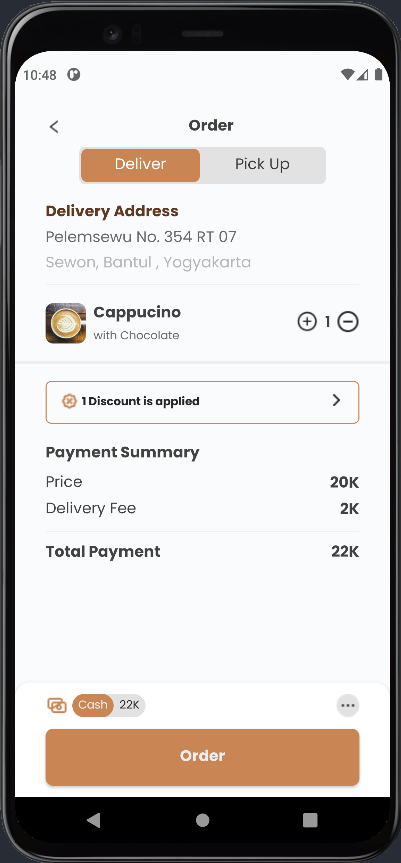 10:48
Order
Deliver Pick Up
Delivery Address
Pelemsewu No. 354 RT 07
Sewon, Bantul , Yogyakarta
Cappucino
with Chocolate
1
1 Discount is applied
Payment Summary
Price 20K
Delivery Fee 2K
Total Payment 22K
Cash 22K
Order